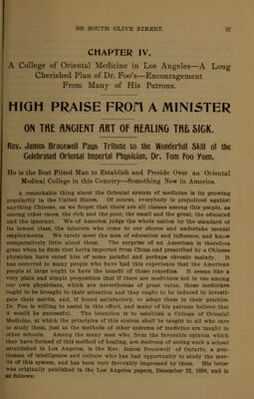 903 SOUTH OLIVE STREET. 87
CHAPTER IV.
A College of Oriental Medicine in Los Angeles—A Long
Cherished Plan of Dr. Foo's—Encouragement
From Many of His Patrons.
HIGH PRAISE FROM A MINISTER
ON THE ANCIENT ART OF HEALING THE SICK.
Rev. James Bracewell Pays Tribute to the Wonderfull Skill of the
Celebrated Oriental Imperial Physician, Dr. Tom Foo Yuen.
He is the Best Fitted Man to Establish and Preside Over an Oriental
Medical College in this Country—Something New in America.
A remarkable thing about the Oriental system of medicine is its growing
popularity in the United States. Of course, everybody is prejudiced against
anything Chinese, as we forget that there are all classes among this people, as
among other races, the rich and the poor, the small and the great, the educated
and the ignorant. We of America judge the whole nation by the standard of
its lowest class, the laborers who come to our shores and undertake menial
employments. We rarely meet the men of education and influence, and know
comparatively little about them. The surprise of an American is therefore
great when he finds that herbs imported from China and prescribed by a Chinese
physician have cured him of some painful and perhaps chronic malady. It
has occurred to many people who have had this experience that the American
people at large ought to have the benefit of these remedies. It seems like a
very plain and simple proposition that if there are medicines not in use among
our own physicians, which are nevertheless of great value, those medicines
ought to be brought to their attention and they ought to be induced to investi-
gate their merits, and, if found satisfactory, to adopt them in their practice.
Dr. Foo is willing to assist in this effort, and many of his patrons believe that
it would be successful. The intention is to establish a College of Oriental
Medicine, at which the principles of this system shall be taught to all who care
to study them, just as the methods of other systems of medicine are taught in
other schools. Among the many men who, from the favorable opinion which
they have formed of this method of healing, are desirous of seeing such a school
established in Los Angeles, is the Rev. James Bracewell of Ontario, a gen-
tleman of intelligence and culture who has had opportunity to study the mer-
its of this system, and has been very favorably impressed by them. His letter
was originally published in the Los Angeles papers, December 22, 1896, and is
as follows: